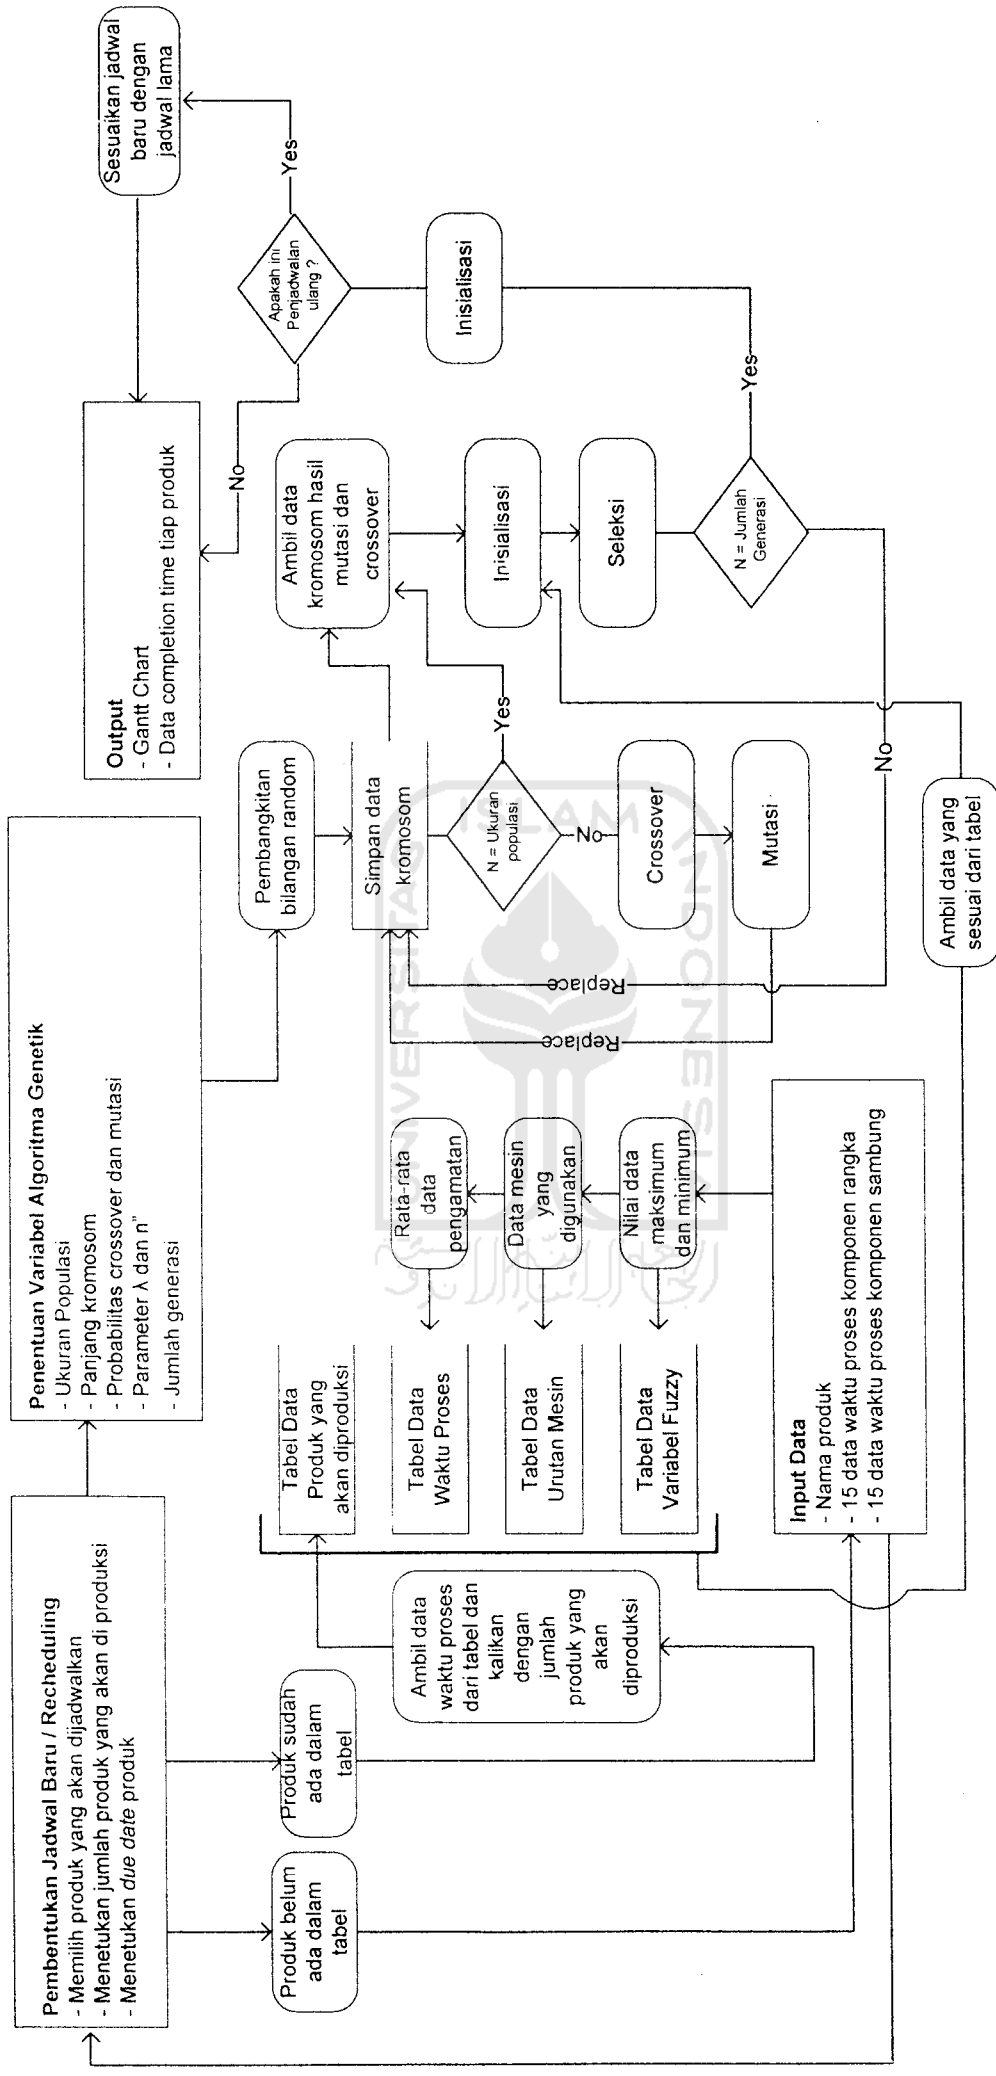 Pembentukan Jadwal Baru / Recheduling
- Memilih produk yang akan dijadwalkan
- Menetukan jumlah produk yang akan di produksi
- Menetukan due date produk
Penentuan Variabel Algoritma Genetik
- Ukuran Populasi
- Panjang kromosom
- Probabilitas crossover dan mutasi
- Parameter λ dan n"
- Jumlah generasi
Output
- Gantt Chart
- Data completion time tiap produk
Sesuaikan jadwal
baru dengan
jadwal lama
Produk belum
ada dalam
tabel
Produk sudah
ada dalam
tabel
Ambil data
waktu proses
dari tabel dan
kalikan
dengan
jumlah
produk yang
akan
diproduksi
Tabel Data
Produk yang
akan diproduksi
Tabel Data
Waktu Proses
Tabel Data
Urutan Mesin
Tabel Data
Variabel Fuzzy
Rata-rata
data
pengamatan
Data mesin
yang
digunakan
Nilai data
maksimum
dan minimum
Input Data
- Nama produk
- 15 data waktu proses komponen rangka
- 15 data waktu proses komponen sambung
Pembangkitan
bilangan random
Simpan data
kromosom
N = Ukuran
populasi
Yes
No
Crossover
Mutasi
Replace
Replace
Ambil data
kromosom hasil
mutasi dan
crossover
Inisialisasi
Seleksi
N = Jumlah
Generasi
Yes
No
Inisialisasi
Apakah ini
Penjadwalan
ulang ?
Yes
No
Ambil data yang
sesuai dari tabel
UNIVERSITAS
ISLAM
INDONESIA